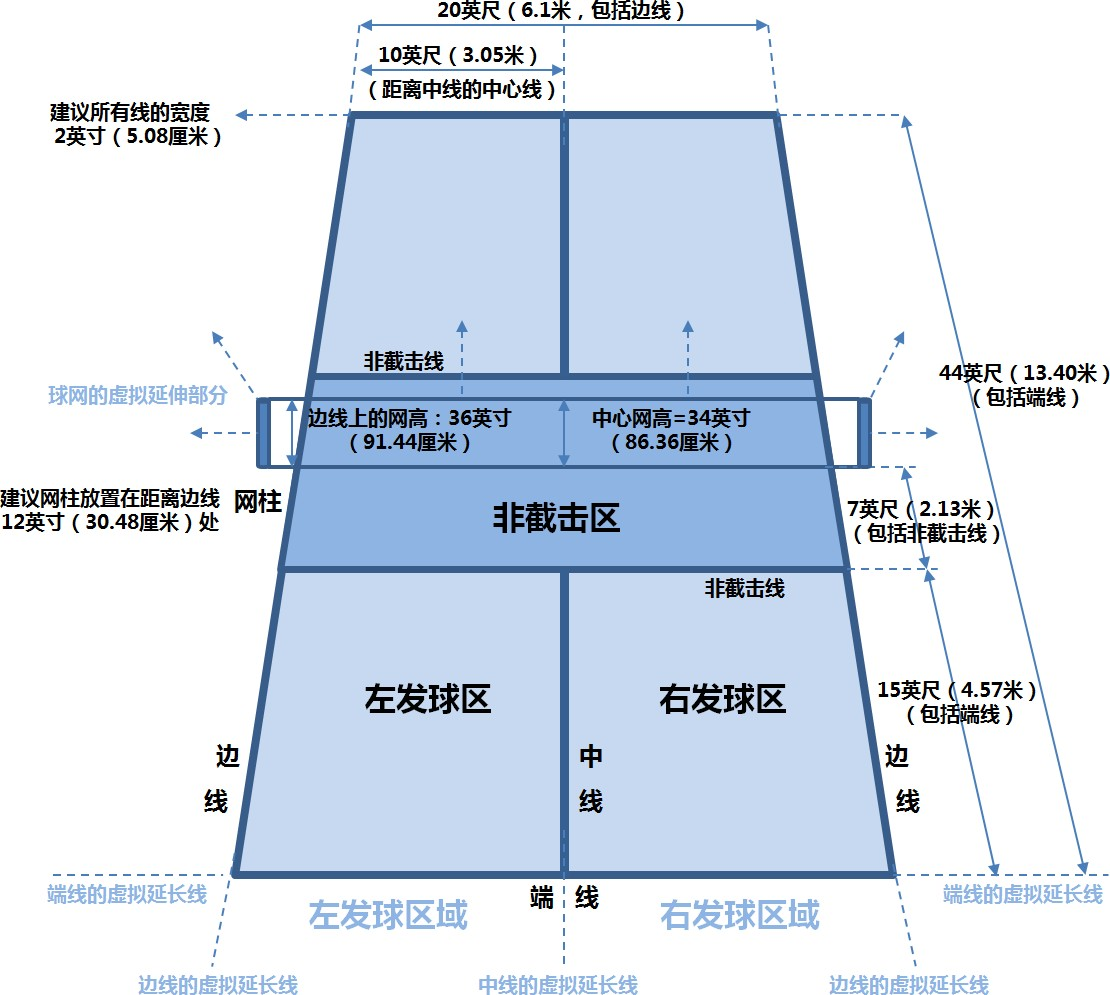 20英尺（6.1米，包括边线）
10英尺（3.05米）
（距离中线的中心线）
建议所有线的宽度
2英寸（5.08厘米）
非截击线
44英尺（13.40米）
（包括端线）
球网的虚拟延伸部分
边线上的网高：36英寸
（91.44厘米）
中心网高=34英寸
（86.36厘米）
建议网柱放置在距离边线
12英寸（30.48厘米）处
网柱
非截击区
7英尺（2.13米）
（包括非截击线）
非截击线
左发球区
右发球区
15英尺（4.57米）
（包括端线）
边线
中线
边线
端线的虚拟延长线
端线
端线的虚拟延长线
左发球区域
右发球区域
边线的虚拟延长线
中线的虚拟延长线
边线的虚拟延长线